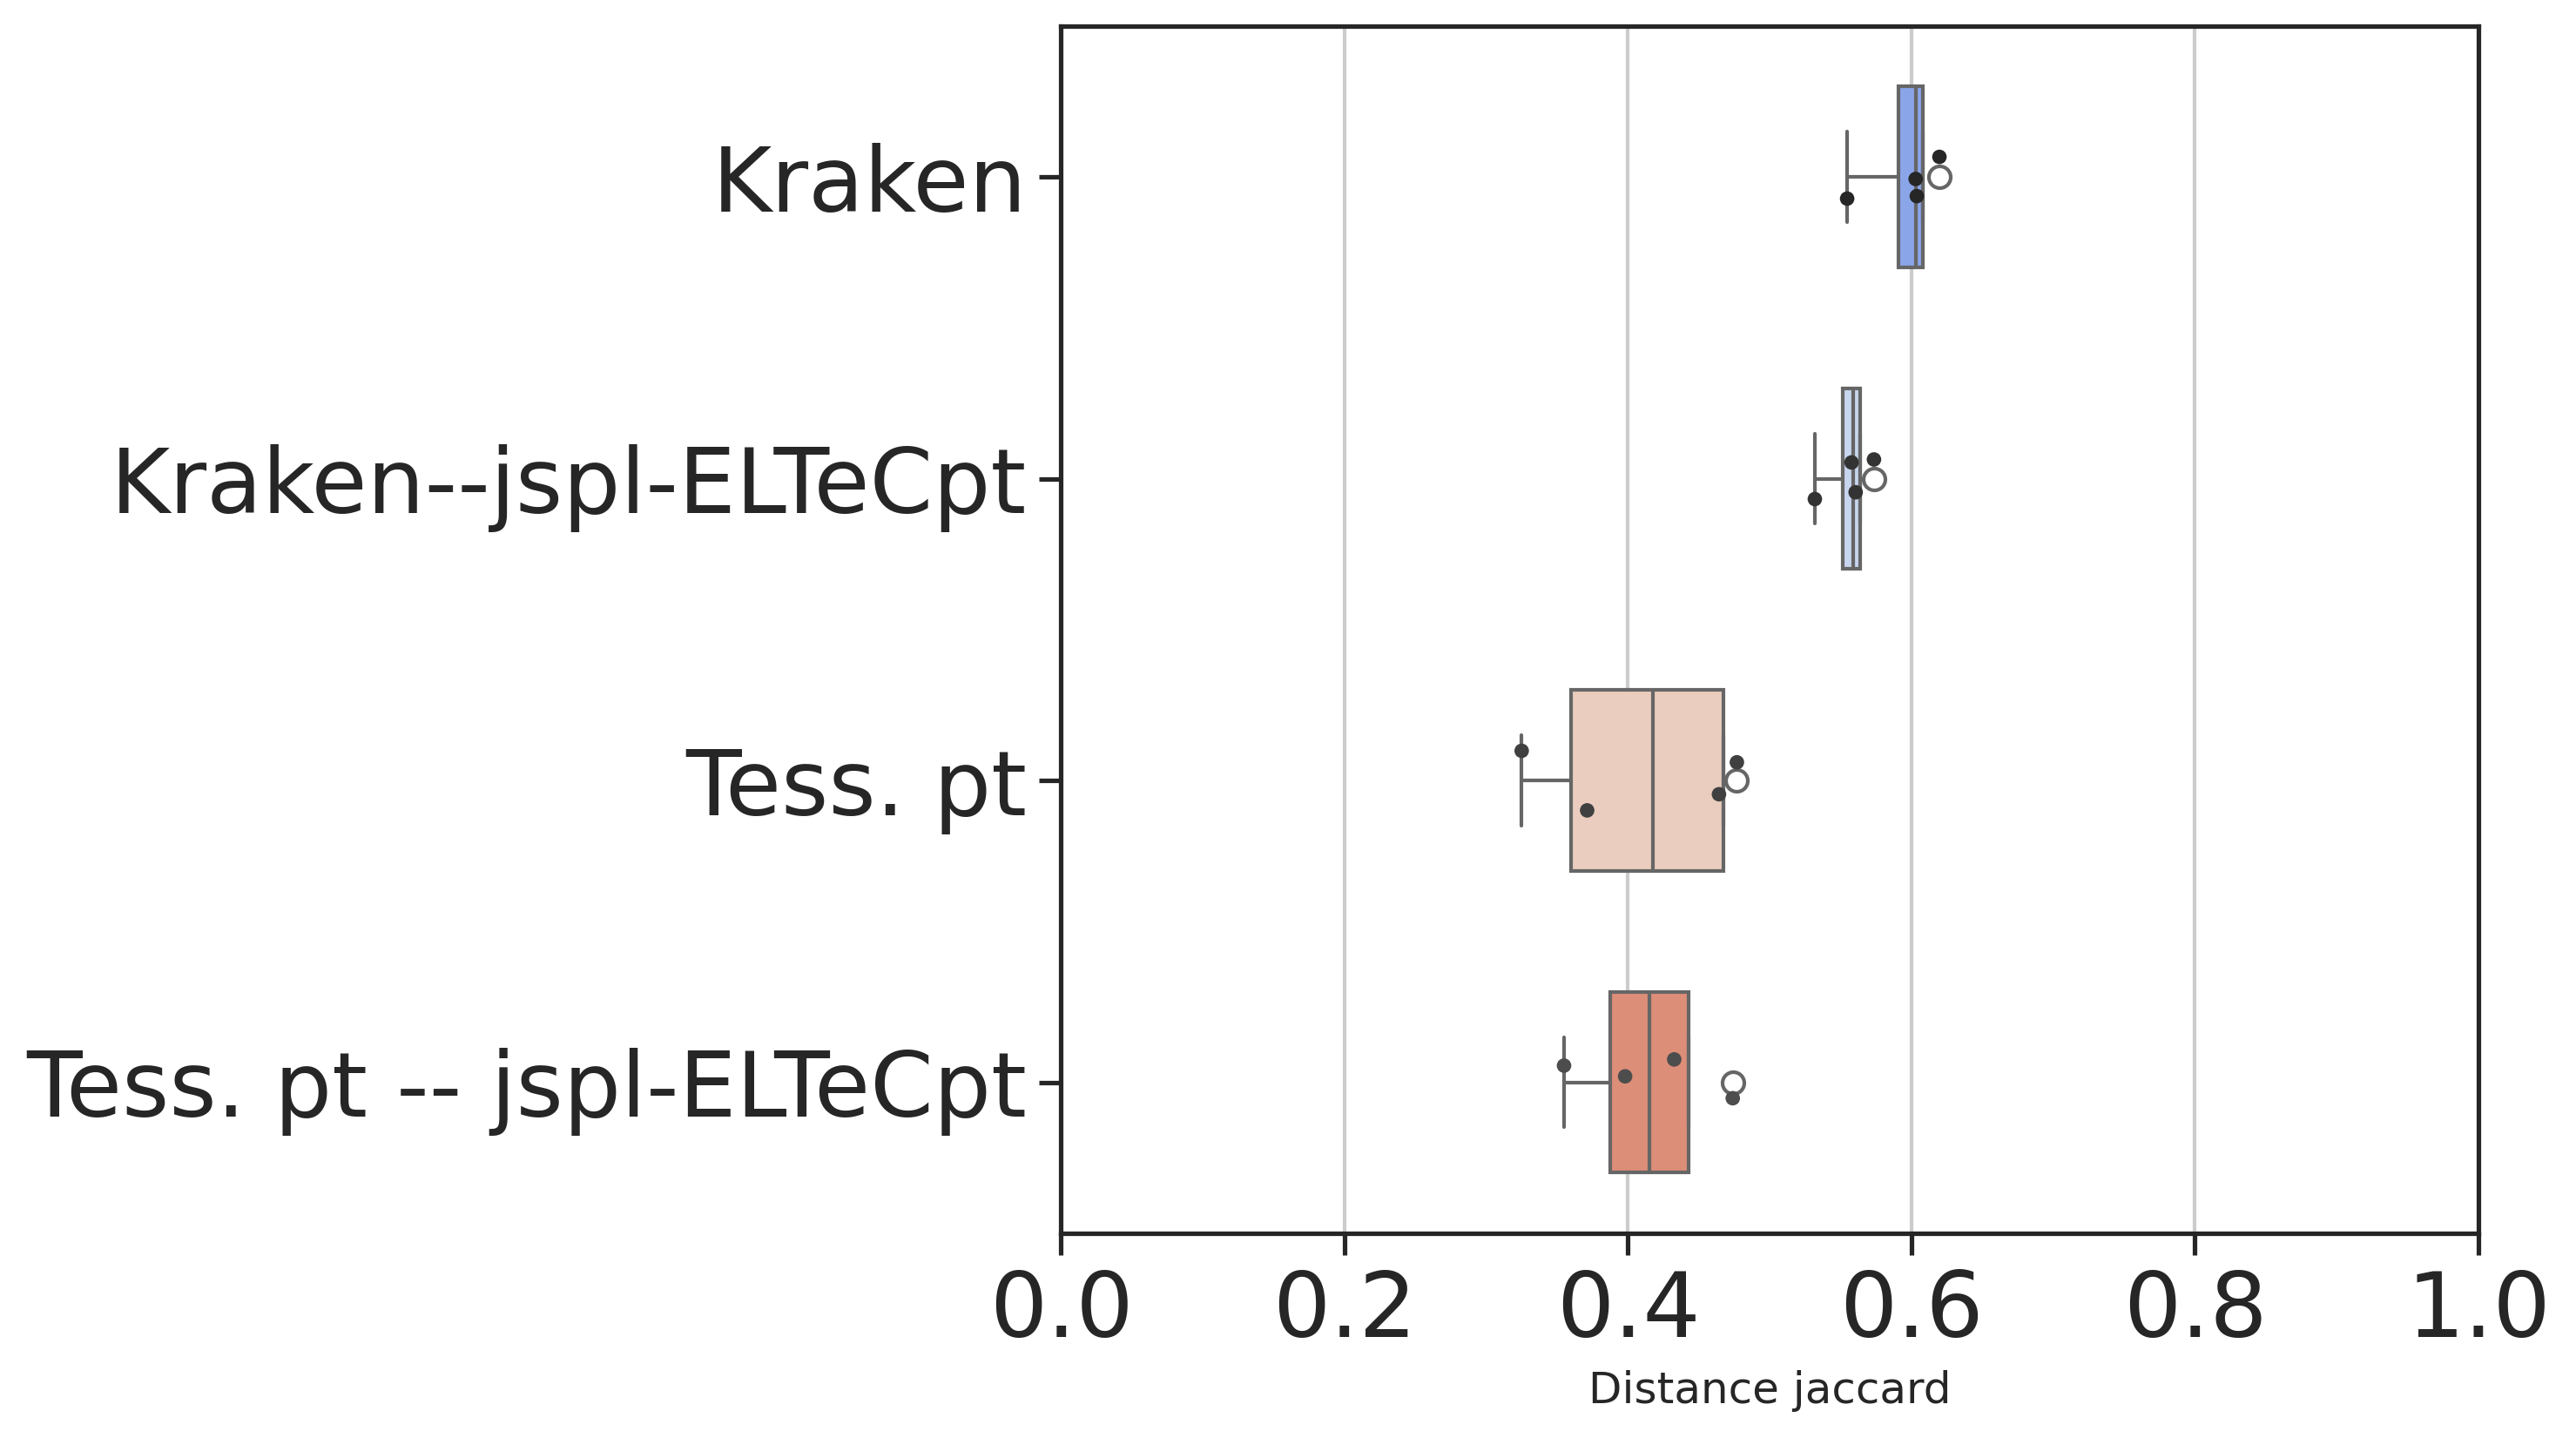 Kraken
Kraken--jspl-ELTeCpt
Tess. pt
Tess. pt -- jspl-ELTeCpt
0.0 0.2 0.4 0.6 0.8 1.0
Distance jaccard